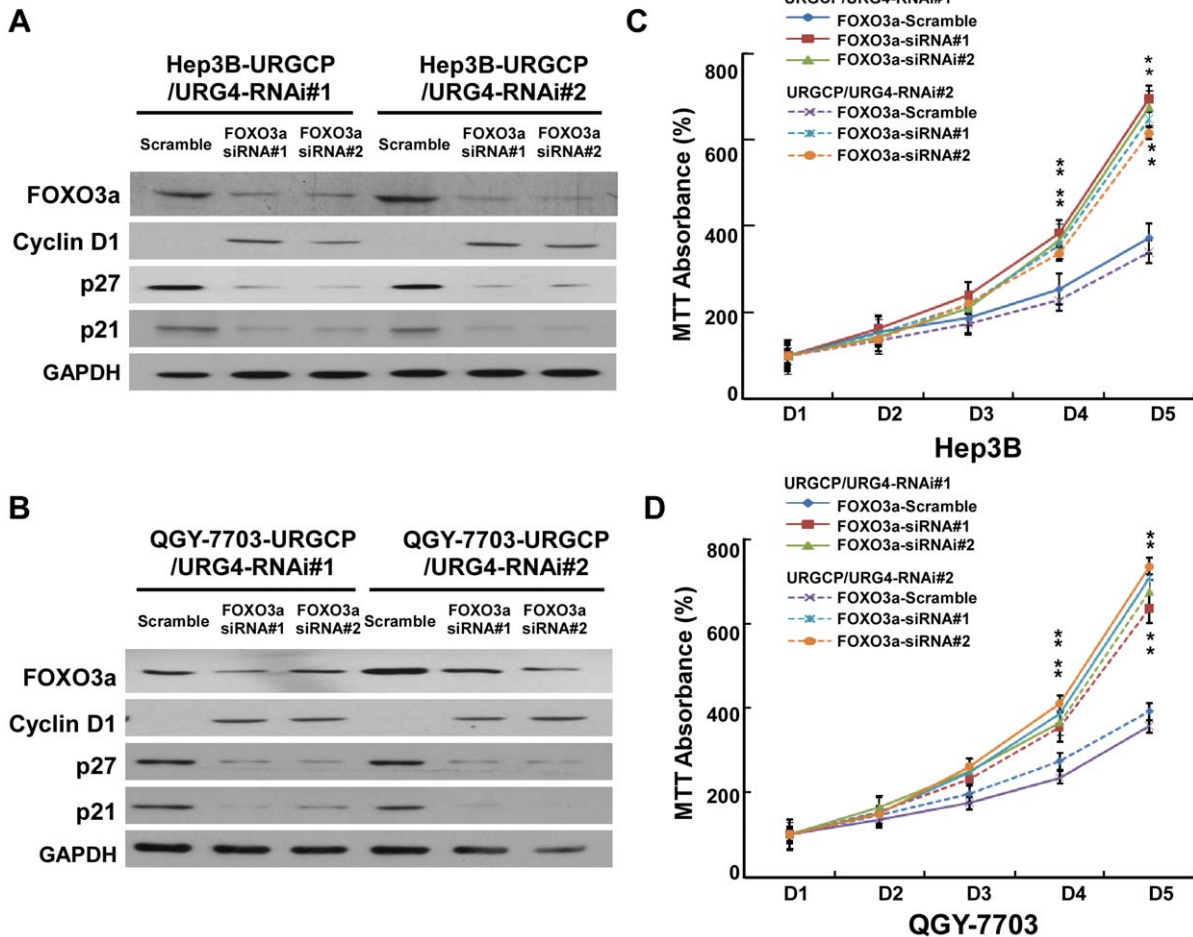 A
Hep3B-URGCP
/URG4-RNAi#1
Hep3B-URGCP
/URG4-RNAi#2
Scramble
FOXO3a
siRNA#1
FOXO3a
siRNA#2
Scramble
FOXO3a
siRNA#1
FOXO3a
siRNA#2
FOXO3a
Cyclin D1
p27
p21
GAPDH
B
QGY-7703-URGCP
/URG4-RNAi#1
QGY-7703-URGCP
/URG4-RNAi#2
Scramble
FOXO3a
siRNA#1
FOXO3a
siRNA#2
Scramble
FOXO3a
siRNA#1
FOXO3a
siRNA#2
FOXO3a
Cyclin D1
p27
p21
GAPDH
C
URGCP/URG4-RNAi#1
FOXO3a-Scramble
FOXO3a-siRNA#1
FOXO3a-siRNAi#2
URGCP/URG4-RNAi#2
FOXO3a-Scramble
FOXO3a-siRNA#1
FOXO3a-siRNA#2
MTT Absorbance (%)
800
600
400
200
0
** **
** **
D1 D2 D3 D4 D5
Hep3B
D
URGCP/URG4-RNAi#1
FOXO3a-Scramble
FOXO3a-siRNA#1
FOXO3a-siRNAi#2
URGCP/URG4-RNAi#2
FOXO3a-Scramble
FOXO3a-siRNA#1
FOXO3a-siRNA#2
MTT Absorbance (%)
800
600
400
200
0
** **
** **
D1 D2 D3 D4 D5
QGY-7703